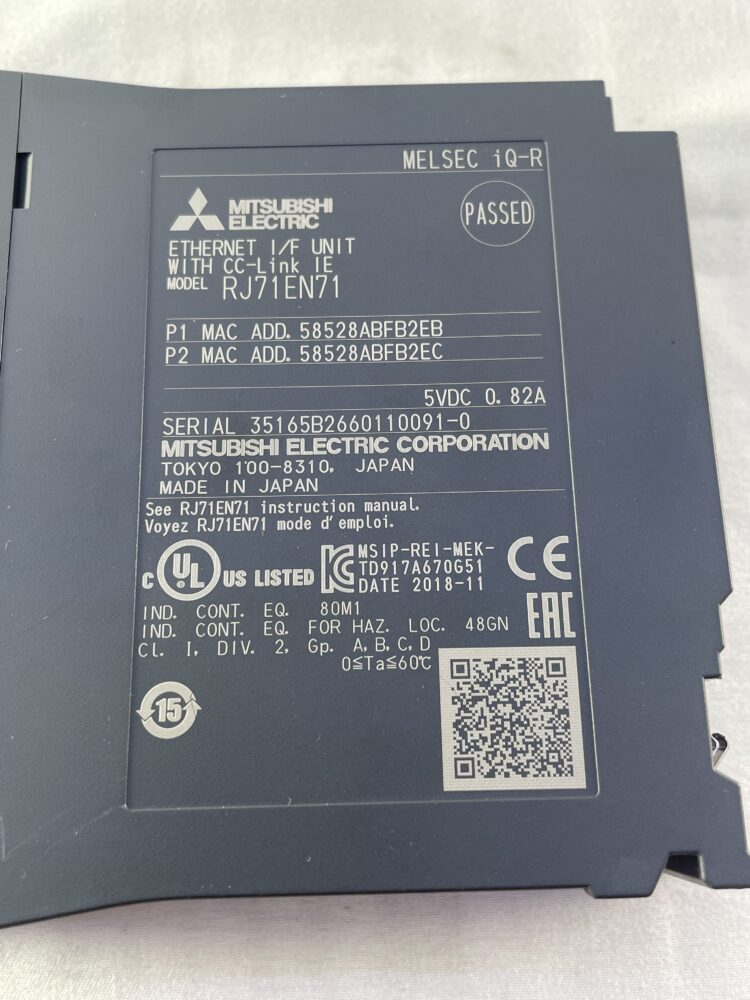 MELSEC iQ-R
MITSUBISHI
ELECTRIC
PASSED
ETHERNET I/F UNIT
WITH CC-Link IE
MODEL RJ71EN71
P1 MAC ADD. 58528ABFB2EB
P2 MAC ADD. 58528ABFB2EC
5VDC 0.82A
SERIAL 35165B2660110091-0
MITSUBISHI ELECTRIC CORPORATION
TOKYO 100-8310, JAPAN
MADE IN JAPAN
See RJ71EN71 instruction manual.
Voyez RJ71EN71 mode d'emploi.
C UL US LISTED
MSIP-REI-MEK-
TD917A670G51
DATE 2018-11
CE
IND. CONT. EQ. 80M1
IND. CONT. EQ. FOR HAZ. LOC. 48GN
CL. I, DIV. 2, Gp. A, B, C, D
0≦Ta≦60℃
EAC
15